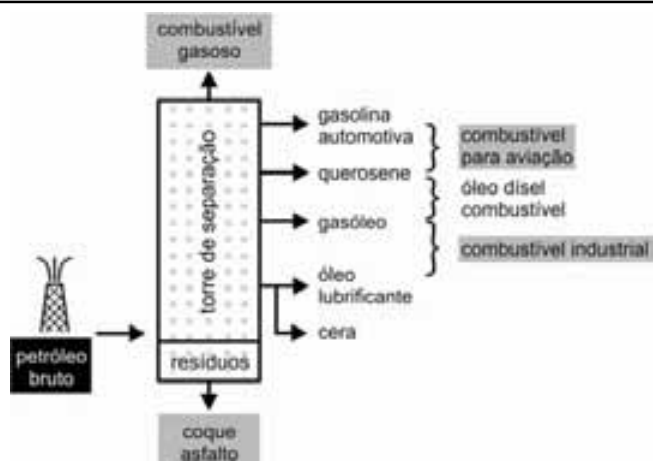 combustível
gasoso
torre de separação
gasolina
automotiva
querosene
gasóleo
óleo
lubrificante
cera
combustível
para aviação
óleo dísel
combustível
combustível industrial
petróleo
bruto
resíduos
coque
asfalto